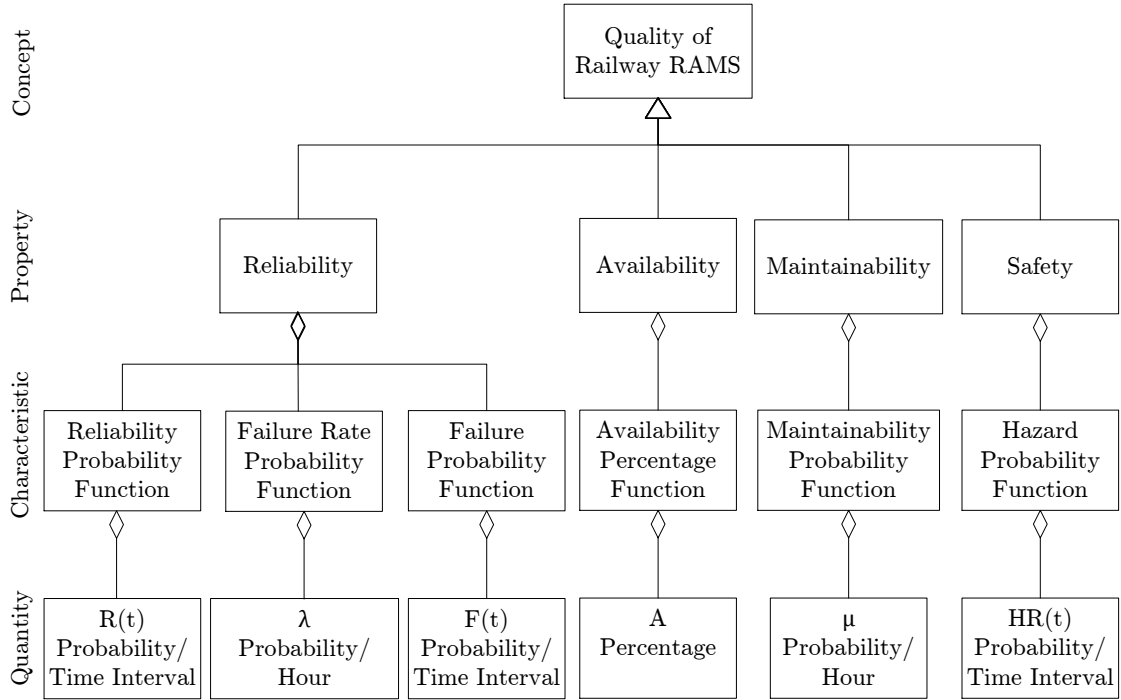 Concept
Quality of
Railway RAMS
Property
Reliability
Availability
Maintainability
Safety
Characteristic
Reliability
Probability
Function
Failure Rate
Probability
Function
Failure
Probability
Function
Availability
Percentage
Function
Maintainability
Probability
Function
Hazard
Probability
Function
Quantity
R(t)
Probability/
Time Interval
λ
Probability/
Hour
F(t)
Probability/
Time Interval
A
Percentage
μ
Probability/
Hour
HR(t)
Probability/
Time Interval